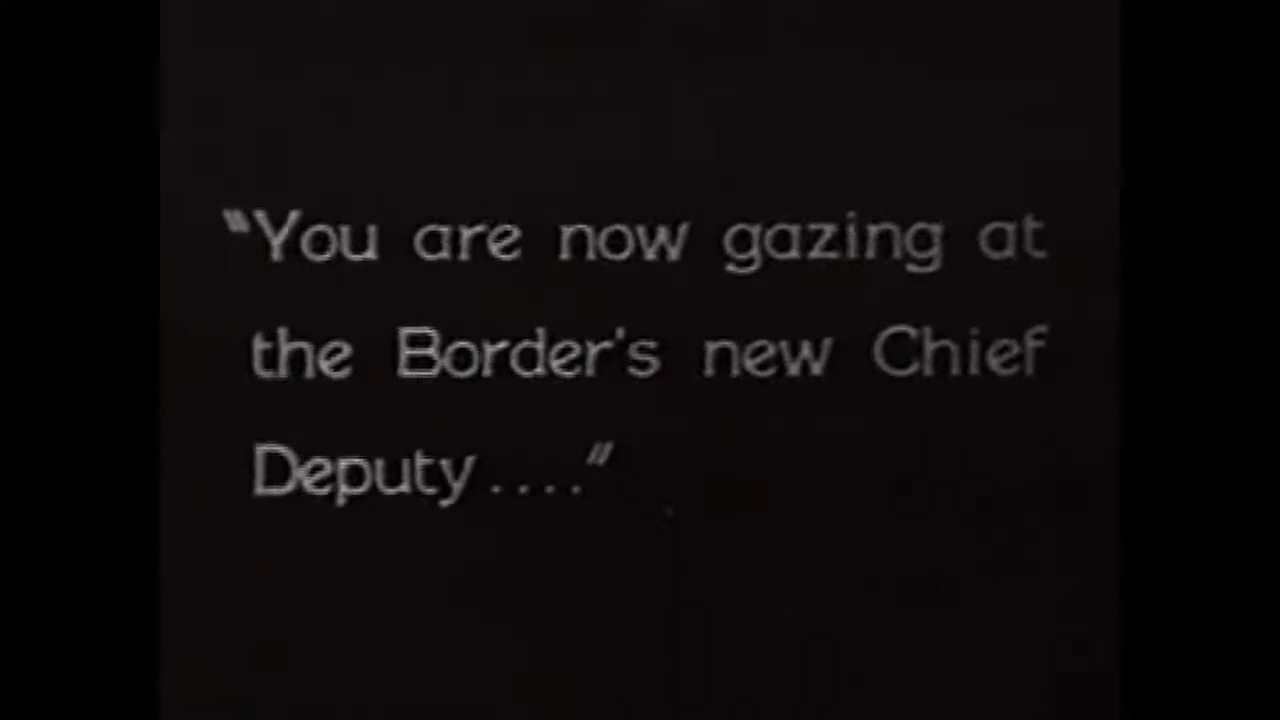 “You are now gazing at
the Border's new Chief
Deputy....”